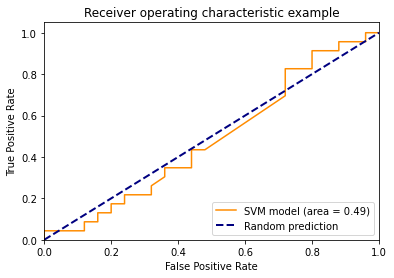 Receiver operating characteristic example
True Positive Rate
1.0
0.8
0.6
0.4
0.2
0.0
SVM model (area = 0.49)
Random prediction
0.0 0.2 0.4 0.6 0.8 1.0
False Positive Rate